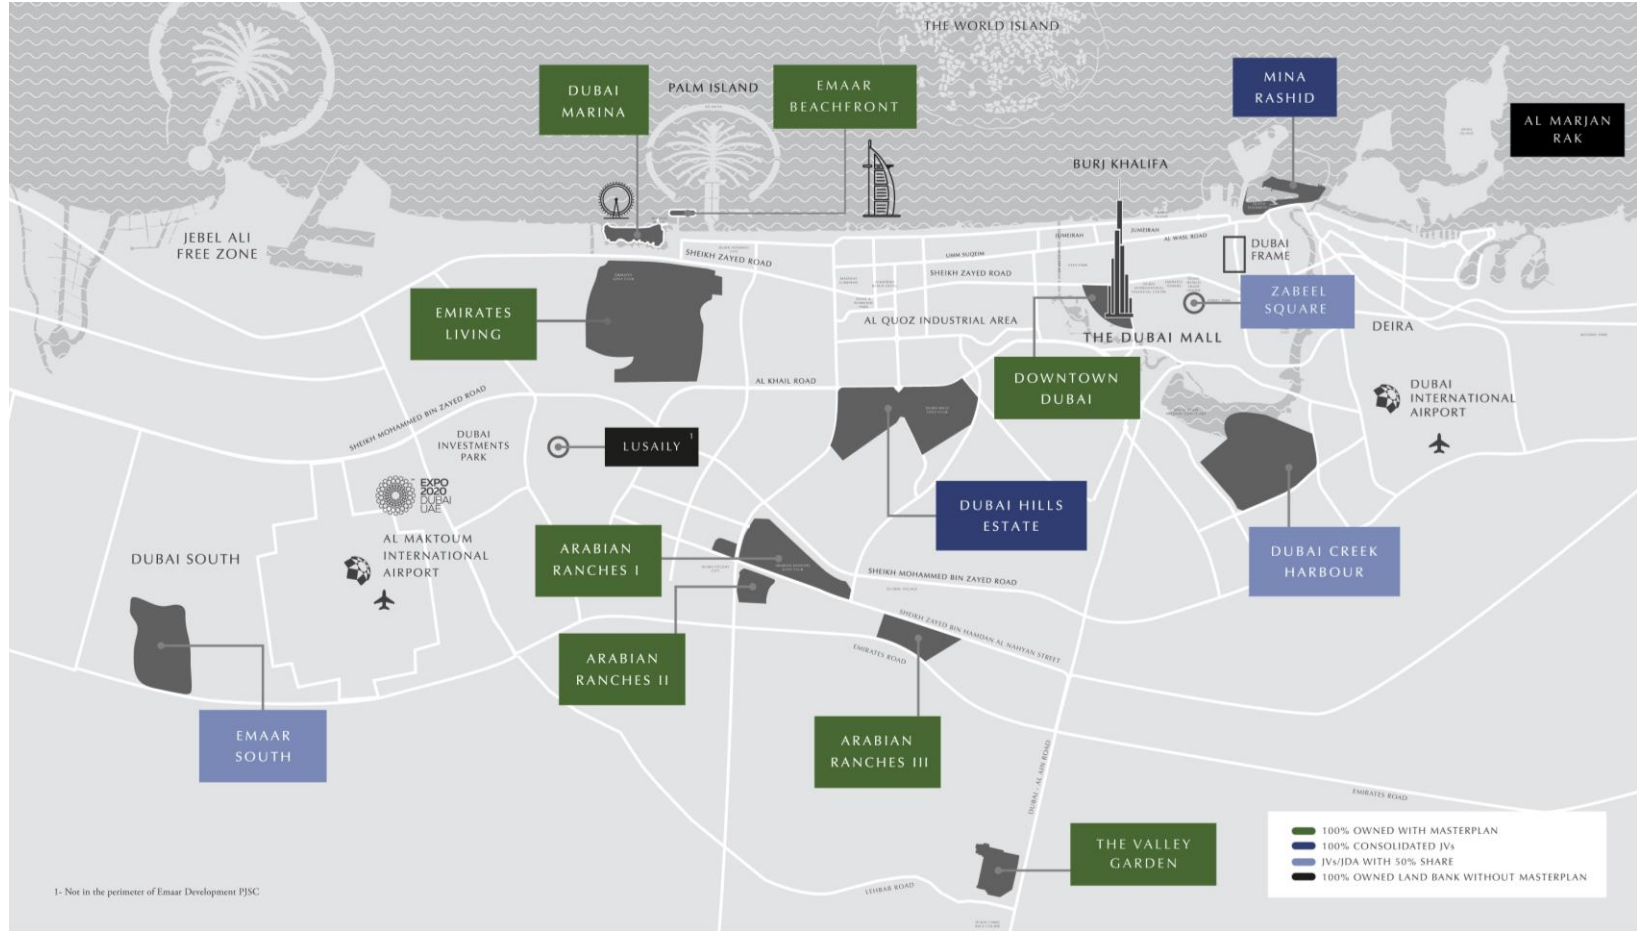 THE WORLD ISLAND
DUBAI
MARINA
PALM ISLAND
EMAAR
BEACHFRONT
MINA
RASHID
AL MARJAN
RAK
BURJ KHALIFA
JEBEL ALI
FREE ZONE
SHEIKH ZAYED ROAD
UMM SUQEIM
SHEIKH ZAYED ROAD
JUMEIRAH
JUMEIRAH
AL WASL ROAD
DUBAI
FRAME
ZABEEL
SQUARE
EMIRATES
LIVING
AL QUOZ INDUSTRIAL AREA
THE DUBAI MALL
DEIRA
AL KHAIL ROAD
DOWNTOWN
DUBAI
DUBAI
INTERNATIONAL
AIRPORT
SHEIKH MOHAMMED BIN ZAYED ROAD
DUBAI
INVESTMENTS
PARK
LUSAILY 1
EXPO
2020
DUBAI
UAE
DUBAI HILLS
ESTATE
AL MAKTOUM
INTERNATIONAL
AIRPORT
DUBAI SOUTH
ARABIAN
RANCHES I
DUBAI CREEK
HARBOUR
SHEIKH MOHAMMED BIN ZAYED ROAD
SHEIKH ZAYED BIN HAMDAN AL NAHYAN STREET
EMIRATES ROAD
ARABIAN
RANCHES II
EMAAR
SOUTH
ARABIAN
RANCHES III
DUBAI - AL AIN ROAD
EMIRATES ROAD
THE VALLEY
GARDEN
LEHBAB ROAD
100% OWNED WITH MASTERPLAN
100% CONSOLIDATED JVs
JVs/JDA WITH 50% SHARE
100% OWNED LAND BANK WITHOUT MASTERPLAN
1- Not in the perimeter of Emaar Development PJSC